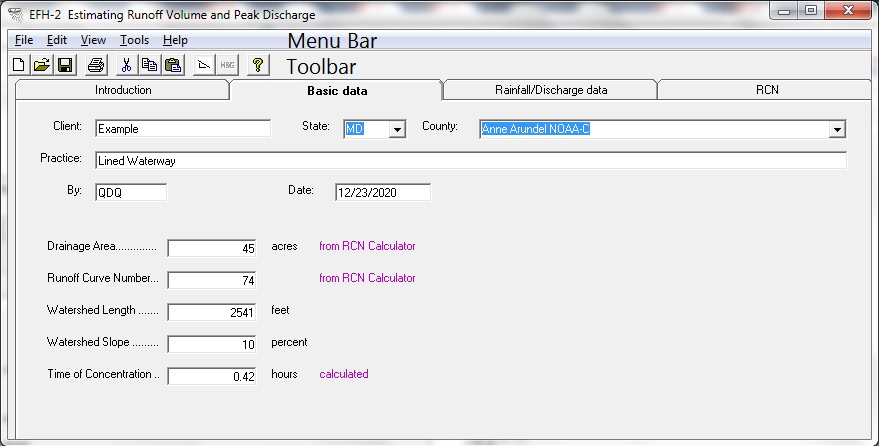 EFH-2 Estimating Runoff Volume and Peak Discharge
File Edit View Tools Help Menu Bar
HSG ? Toolbar
Introduction Basic data Rainfall/Discharge data RCN
Client: Example State: MD County: Anne Arundel NOAA-C
Practice: Lined Waterway
By: QDQ Date: 12/23/2020
Drainage Area.............. 45 acres from RCN Calculator
Runoff Curve Number... 74 from RCN Calculator
Watershed Length ....... 2541 feet
Watershed Slope ......... 10 percent
Time of Concentration .. 0.42 hours calculated